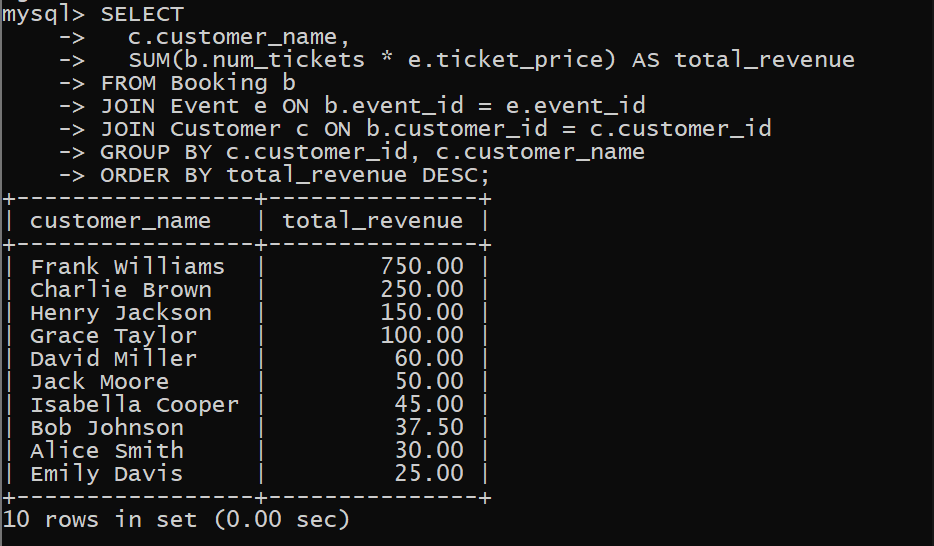 mysql> SELECT
    ->   c.customer_name,
    ->   SUM(b.num_tickets * e.ticket_price) AS total_revenue
    -> FROM Booking b
    -> JOIN Event e ON b.event_id = e.event_id
    -> JOIN Customer c ON b.customer_id = c.customer_id
    -> GROUP BY c.customer_id, c.customer_name
    -> ORDER BY total_revenue DESC;
+-----------------+---------------+
| customer_name   | total_revenue |
+-----------------+---------------+
| Frank Williams  |        750.00 |
| Charlie Brown   |        250.00 |
| Henry Jackson   |        150.00 |
| Grace Taylor    |        100.00 |
| David Miller    |         60.00 |
| Jack Moore      |         50.00 |
| Isabella Cooper |         45.00 |
| Bob Johnson     |         37.50 |
| Alice Smith     |         30.00 |
| Emily Davis     |         25.00 |
+-----------------+---------------+
10 rows in set (0.00 sec)